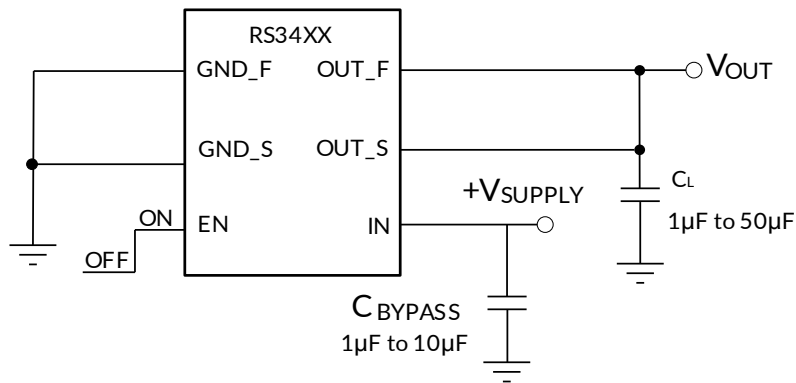 RS34XX
GND_F OUT_F VOUT
GND_S OUT_S
+VSUPPLY
CL
1µF to 50µF
ON EN IN
OFF
CBYPASS
1µF to 10µF